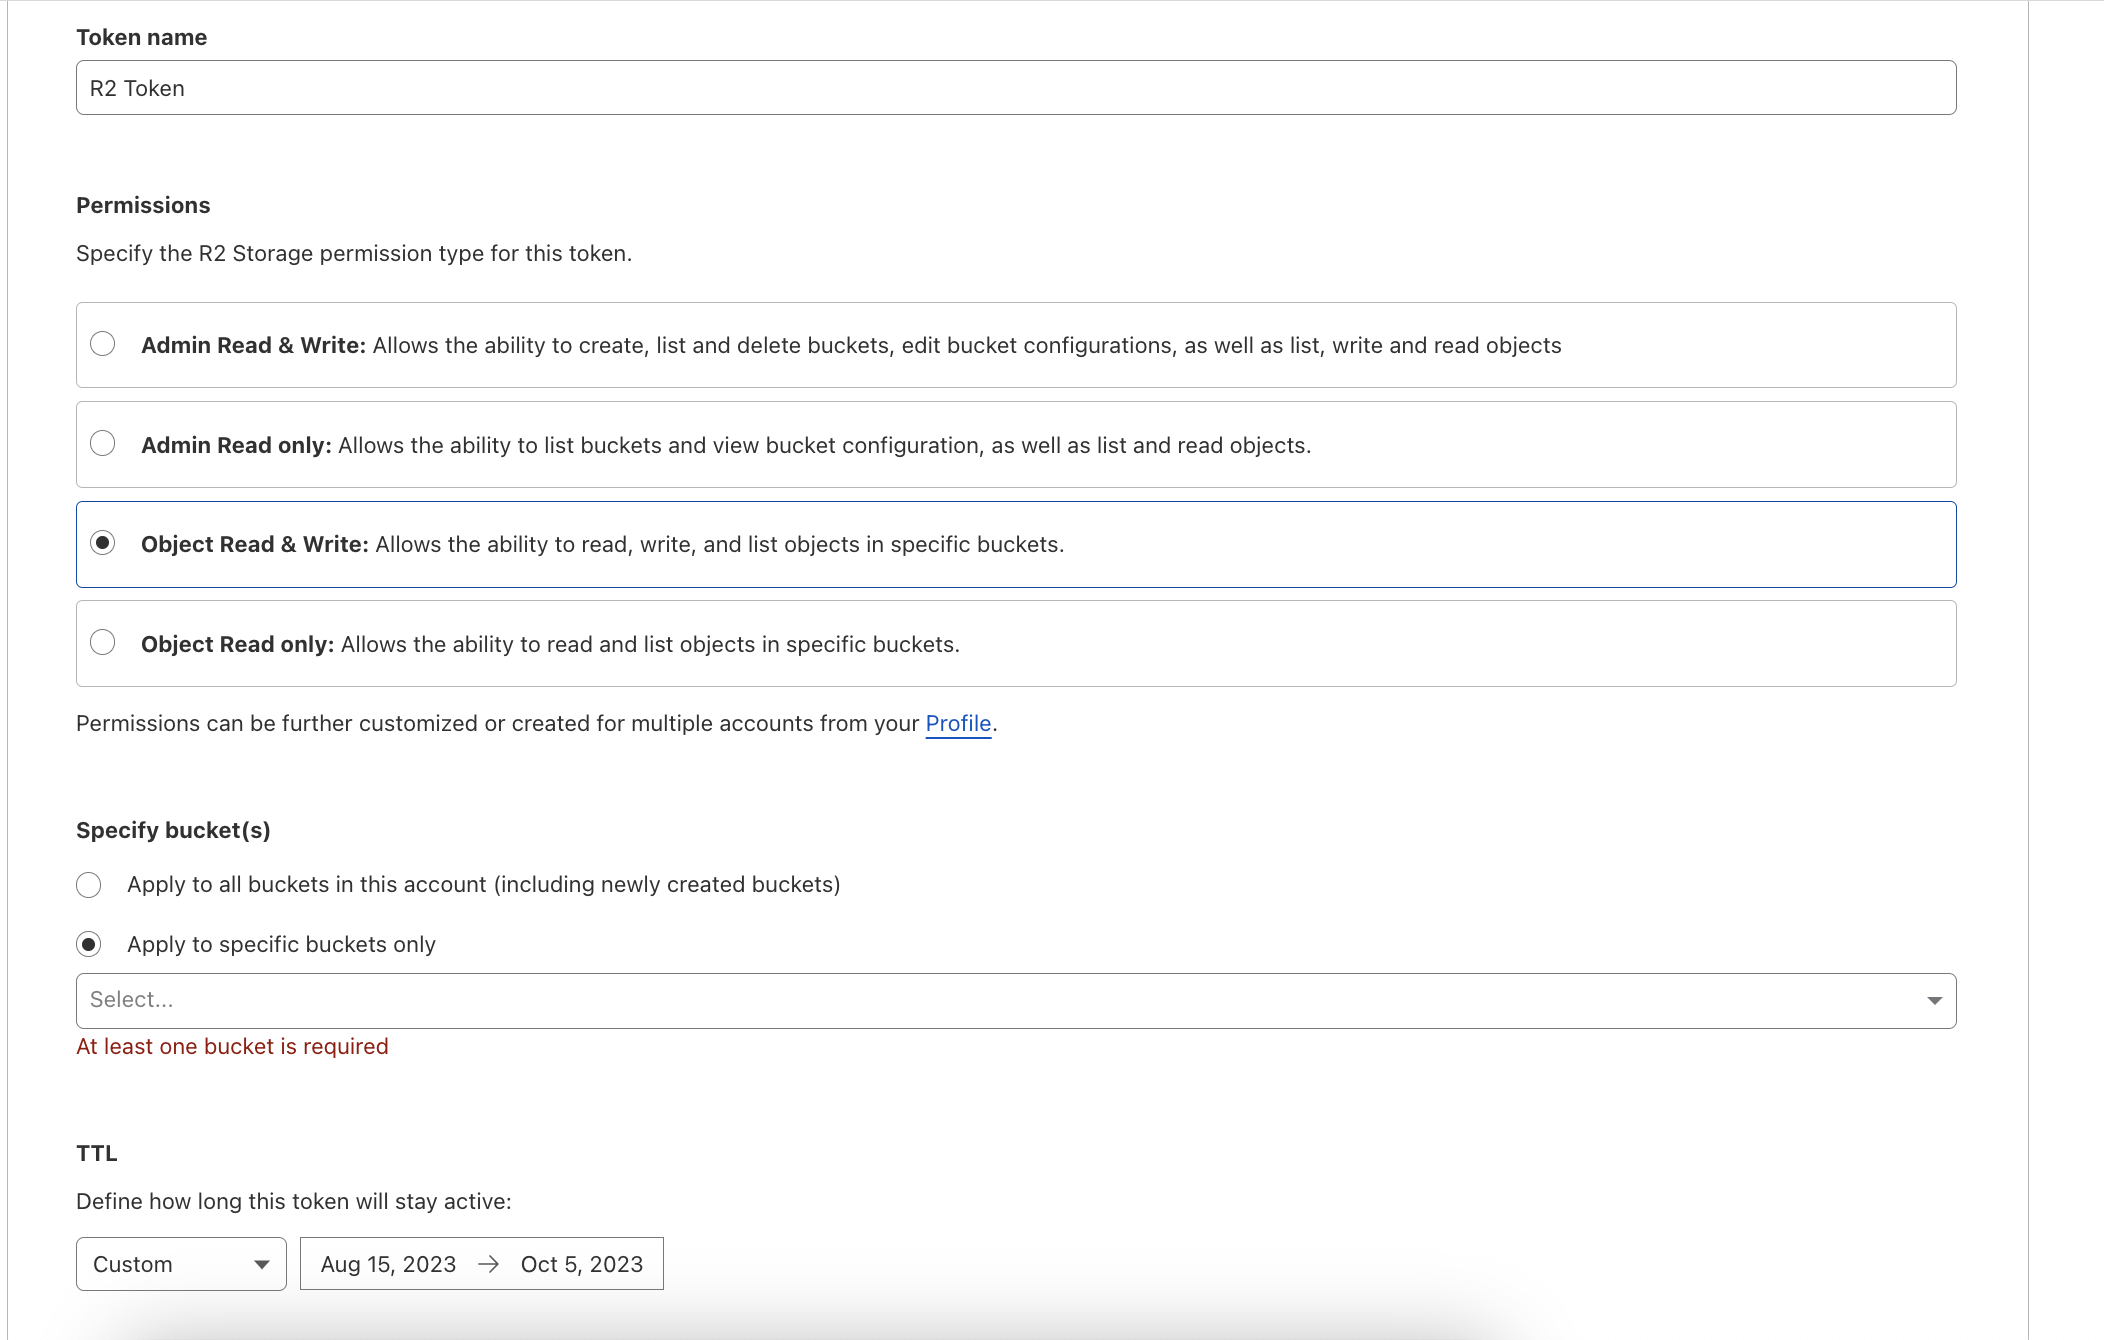 Token name
R2 Token
Permissions
Specify the R2 Storage permission type for this token.
Admin Read & Write: Allows the ability to create, list and delete buckets, edit bucket configurations, as well as list, write and read objects
Admin Read only: Allows the ability to list buckets and view bucket configuration, as well as list and read objects.
Object Read & Write: Allows the ability to read, write, and list objects in specific buckets.
Object Read only: Allows the ability to read and list objects in specific buckets.
Permissions can be further customized or created for multiple accounts from your Profile.
Specify bucket(s)
Apply to all buckets in this account (including newly created buckets)
Apply to specific buckets only
Select...
At least one bucket is required
TTL
Define how long this token will stay active:
Custom Aug 15, 2023 → Oct 5, 2023